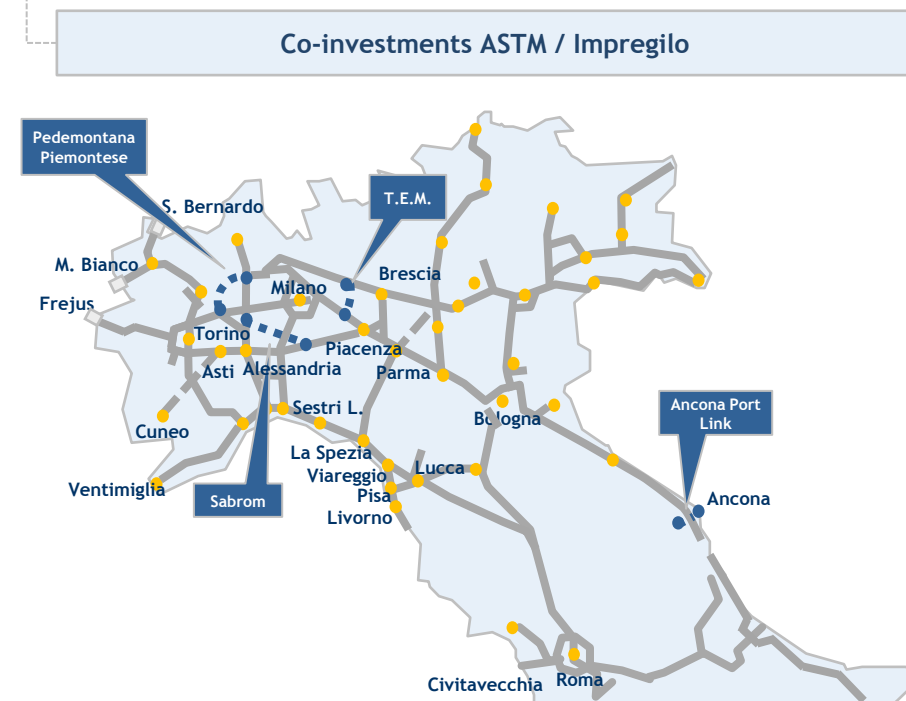 Co-investments ASTM / Impregilo
Pedemontana
Piemontese
T.E.M.
S. Bernardo
M. Bianco
Brescia
Milano
Frejus
Torino
Piacenza
Asti
Alessandria
Parma
Sestri L.
Ancona Port
Link
Bologna
Cuneo
La Spezia
Lucca
Viareggio
Ventimiglia
Pisa
Sabrom
Ancona
Livorno
Civitavecchia
Roma